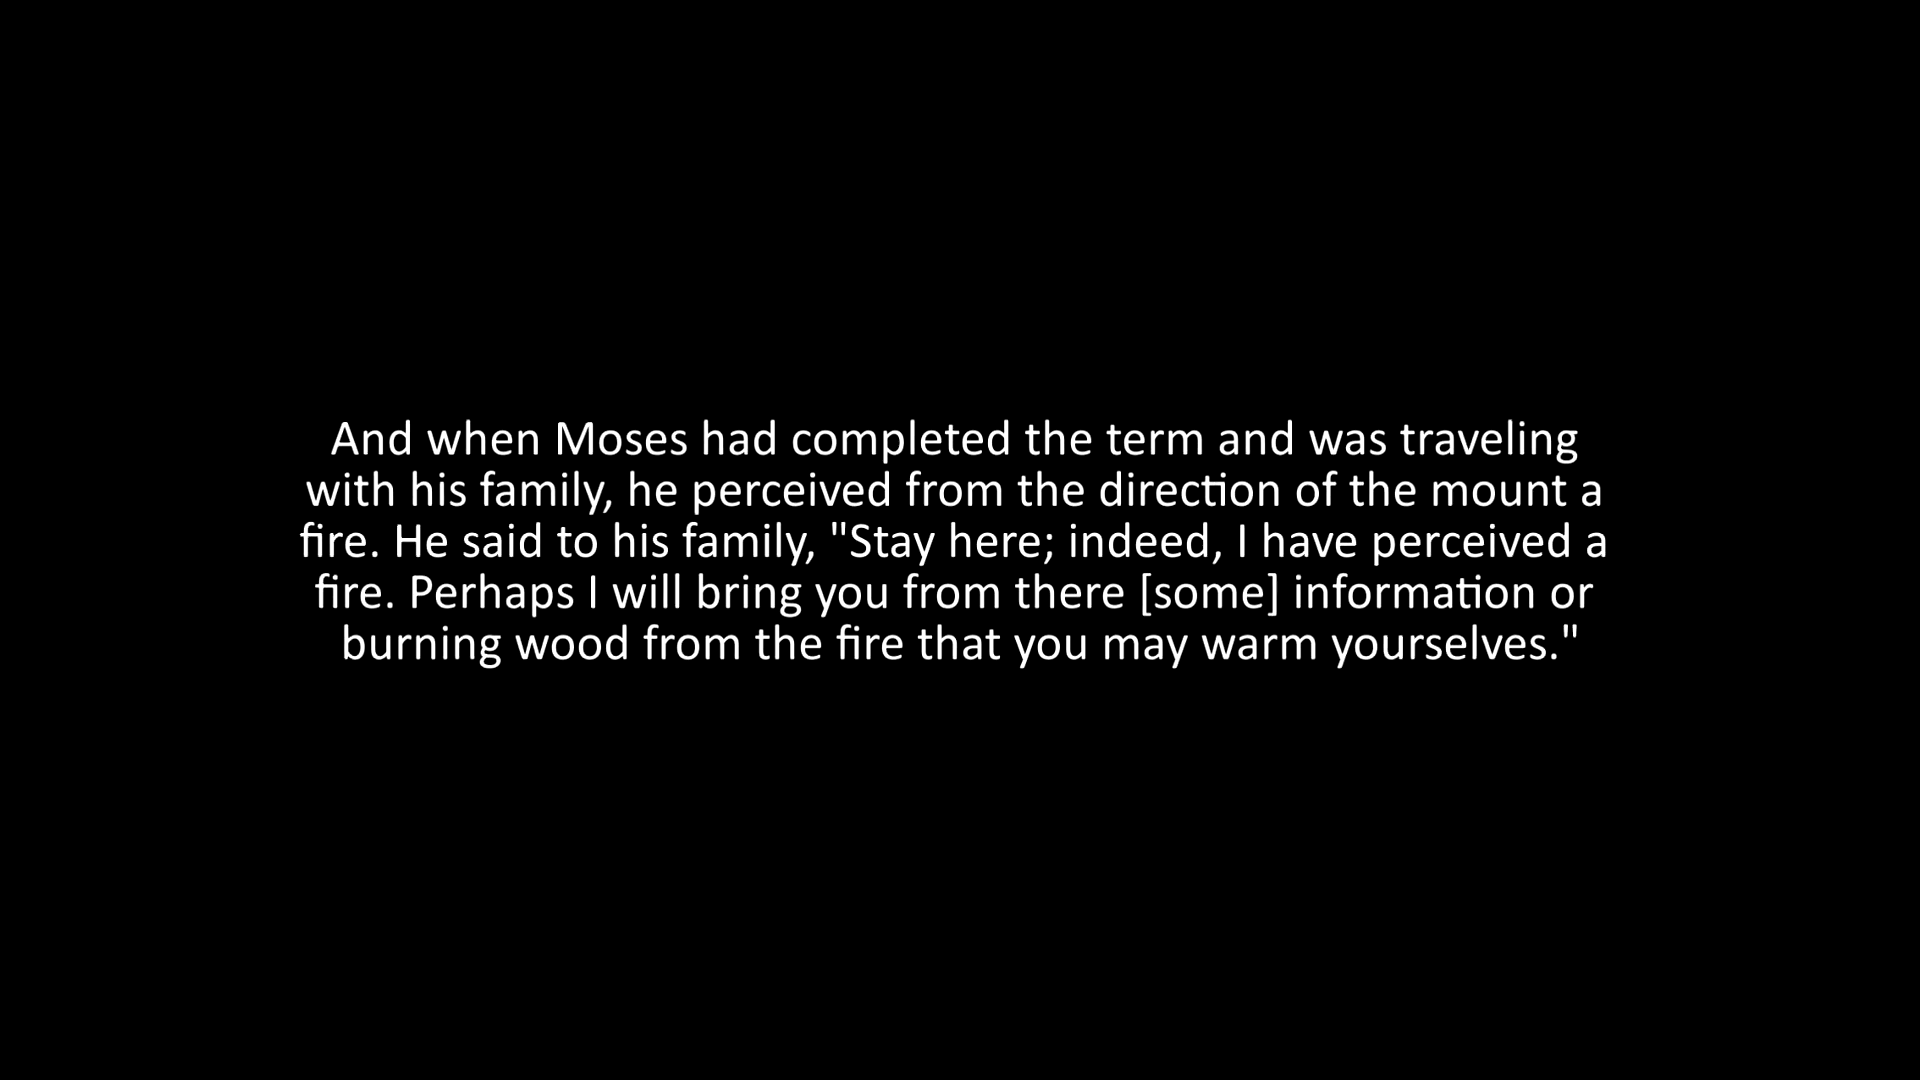 And when Moses had completed the term and was traveling
with his family, he perceived from the direction of the mount a
fire. He said to his family, "Stay here; indeed, I have perceived a
fire. Perhaps I will bring you from there [some] information or
burning wood from the fire that you may warm yourselves."